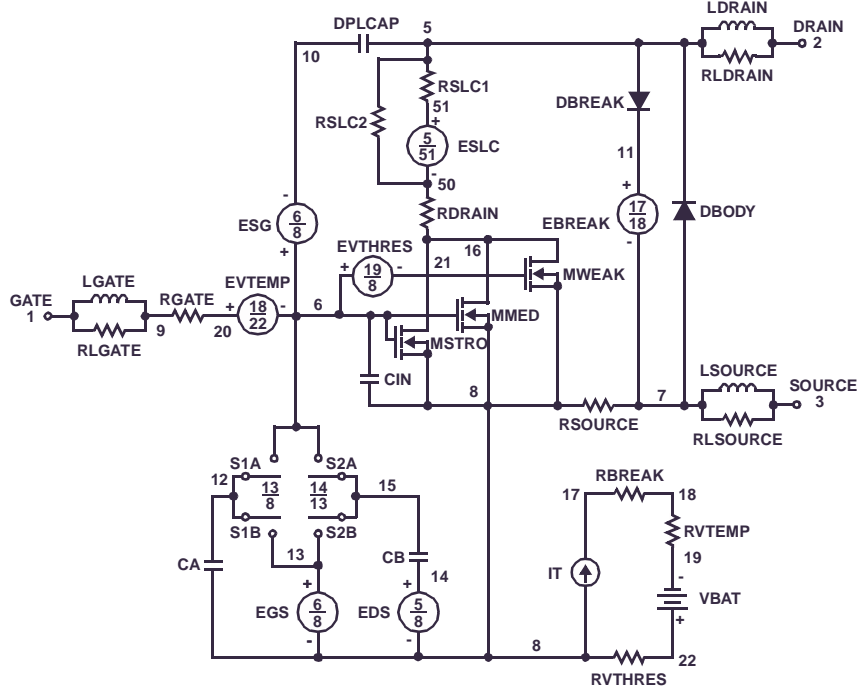 LDRAIN
DPLCAP 5 DRAIN
10 2
RSLC1 RLDRAIN
51 DBREAK
RSLC2 +
5
51 ESLC
11
-
50
- +
RDRAIN 17
18 DBODY
ESG 6
8 EBREAK
EVTHRES 16 -
+ 21
+ 19
8 - MWEAK
LGATE EVTEMP
GATE RGATE + 18
22 - 6 MMED
1 9 20
MSTRO
RLGATE
CIN LSOURCE
8 7 SOURCE
3
RSOURCE
RLSOURCE
S1A S2A RBREAK
12 13
8 14
13 15 17 18
S1B S2B RVTEMP
13 CB 19
CA 14 IT -
+ + VBAT
EGS 6
8 EDS 5
8 +
- - 8 22
RVTHRES